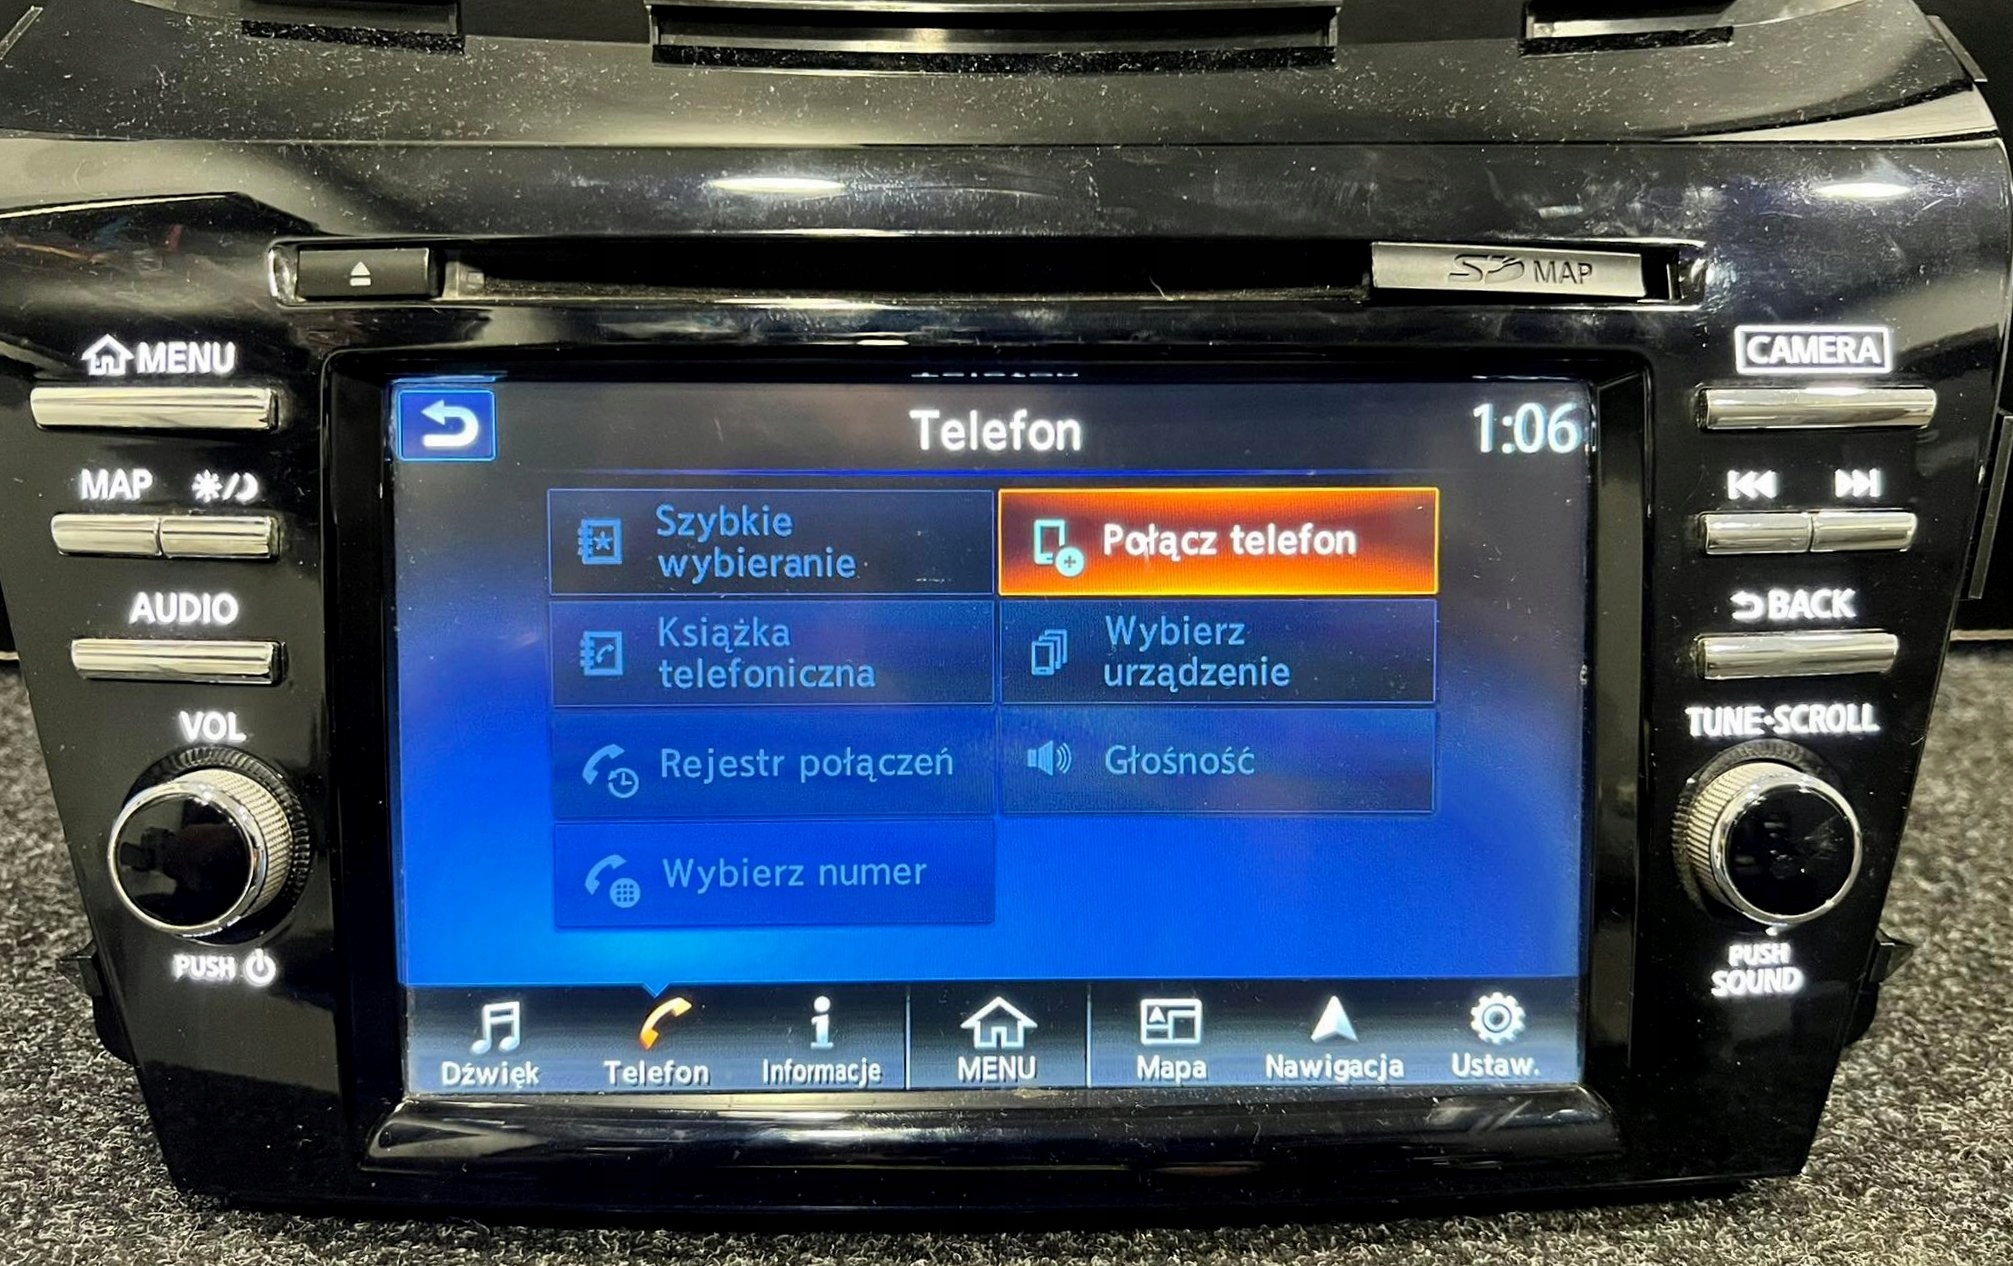 SD MAP
MENU
CAMERA
Telefon
1:06
MAP
Szybkie
wybieranie
Połącz telefon
AUDIO
BACK
Książka
telefoniczna
Wybierz
urządzenie
VOL
TUNE•SCROLL
Rejestr połączeń
Głośność
Wybierz numer
PUSH
PUSH
SOUND
Dźwięk
Telefon
Informacje
MENU
Mapa
Nawigacja
Ustaw.